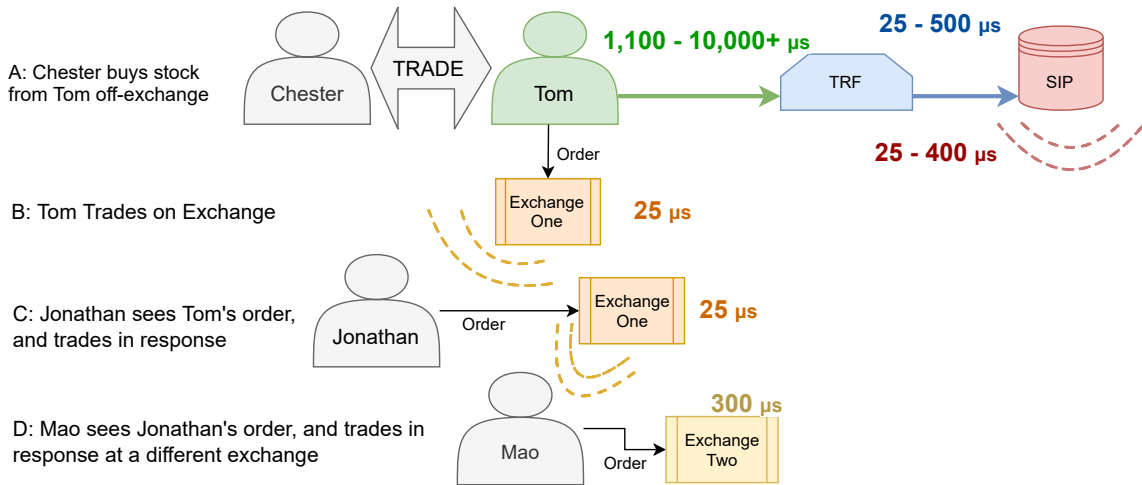 1,100 - 10,000+ µs
25 - 500 µs
A: Chester buys stock
from Tom off-exchange
Chester
TRADE
Tom
TRF
SIP
25 - 400 µs
Order
B: Tom Trades on Exchange
Exchange
One
25 µs
C: Jonathan sees Tom's order,
and trades in response
Jonathan
Order
Exchange
One
25 µs
D: Mao sees Jonathan's order, and trades in
response at a different exchange
Mao
Order
300 µs
Exchange
Two